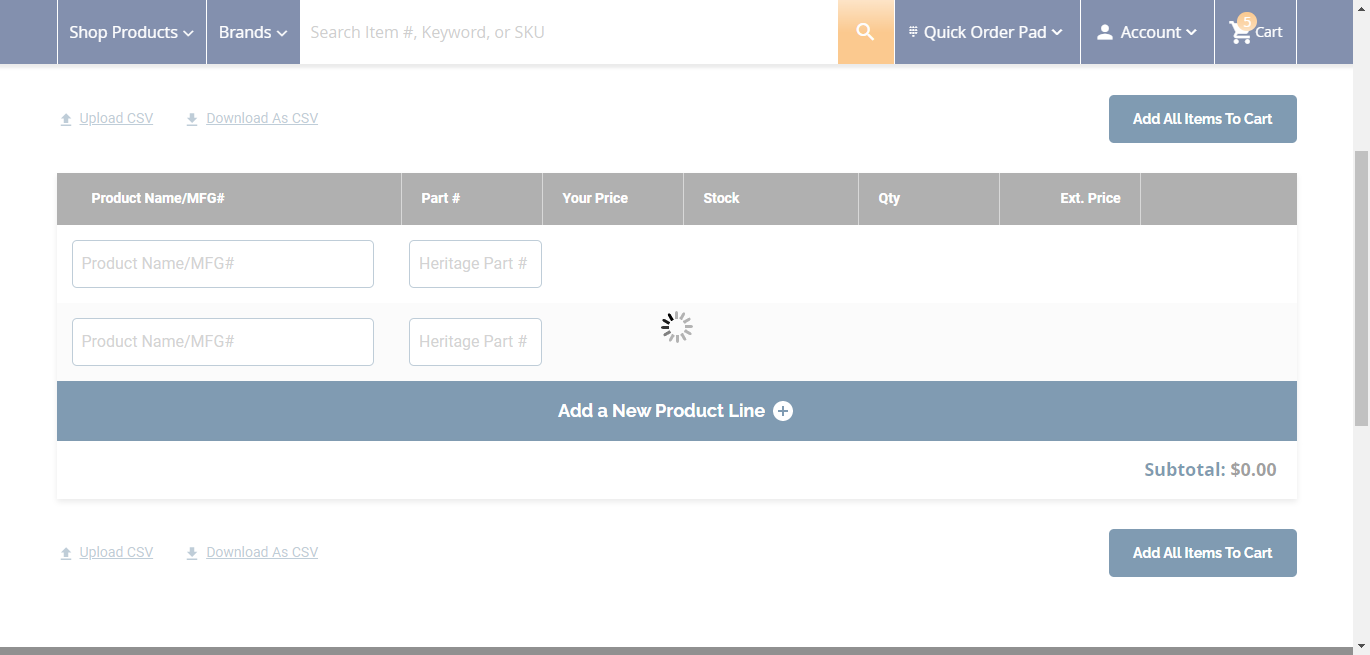 Shop Products
Brands
Search Item #, Keyword, or SKU
Quick Order Pad
Account
5
Cart
Upload CSV
Download As CSV
Add All Items To Cart
Product Name/MFG#
Part #
Your Price
Stock
Qty
Ext. Price
Product Name/MFG#
Heritage Part #
Product Name/MFG#
Heritage Part #
Add a New Product Line
Subtotal: $0.00
Upload CSV
Download As CSV
Add All Items To Cart